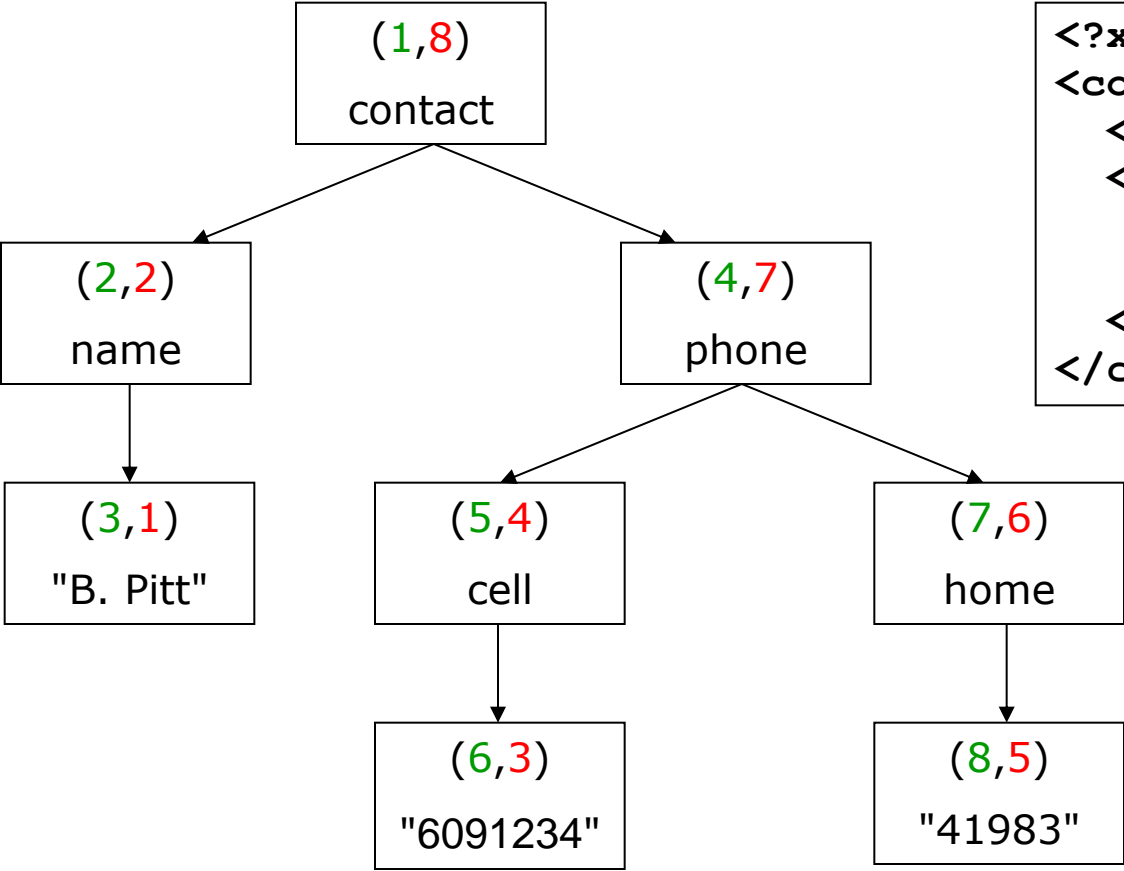 (1,8)
contact
(2,2)
name
(4,7)
phone
(3,1)
"B. Pitt"
(5,4)
cell
(7,6)
home
(6,3)
"6091234"
(8,5)
"41983"
<?x
<co
<
<
<
</c